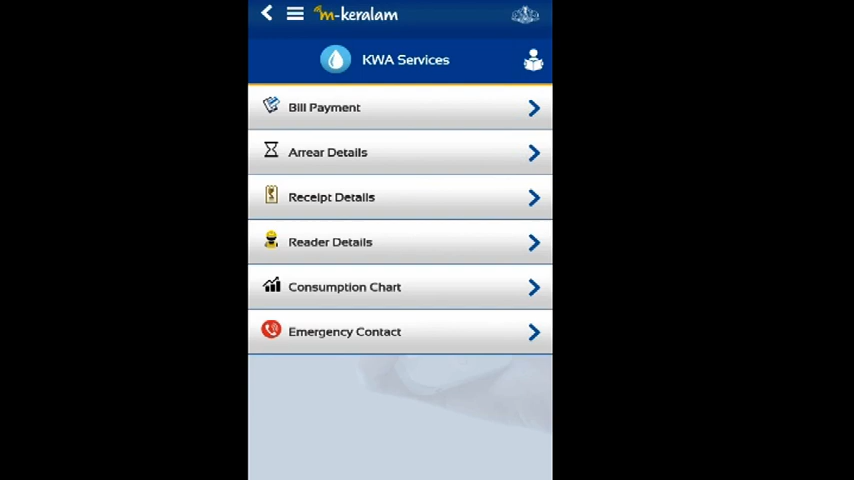 m-keralam
KWA Services
Bill Payment
Arrear Details
Receipt Details
Reader Details
Consumption Chart
Emergency Contact